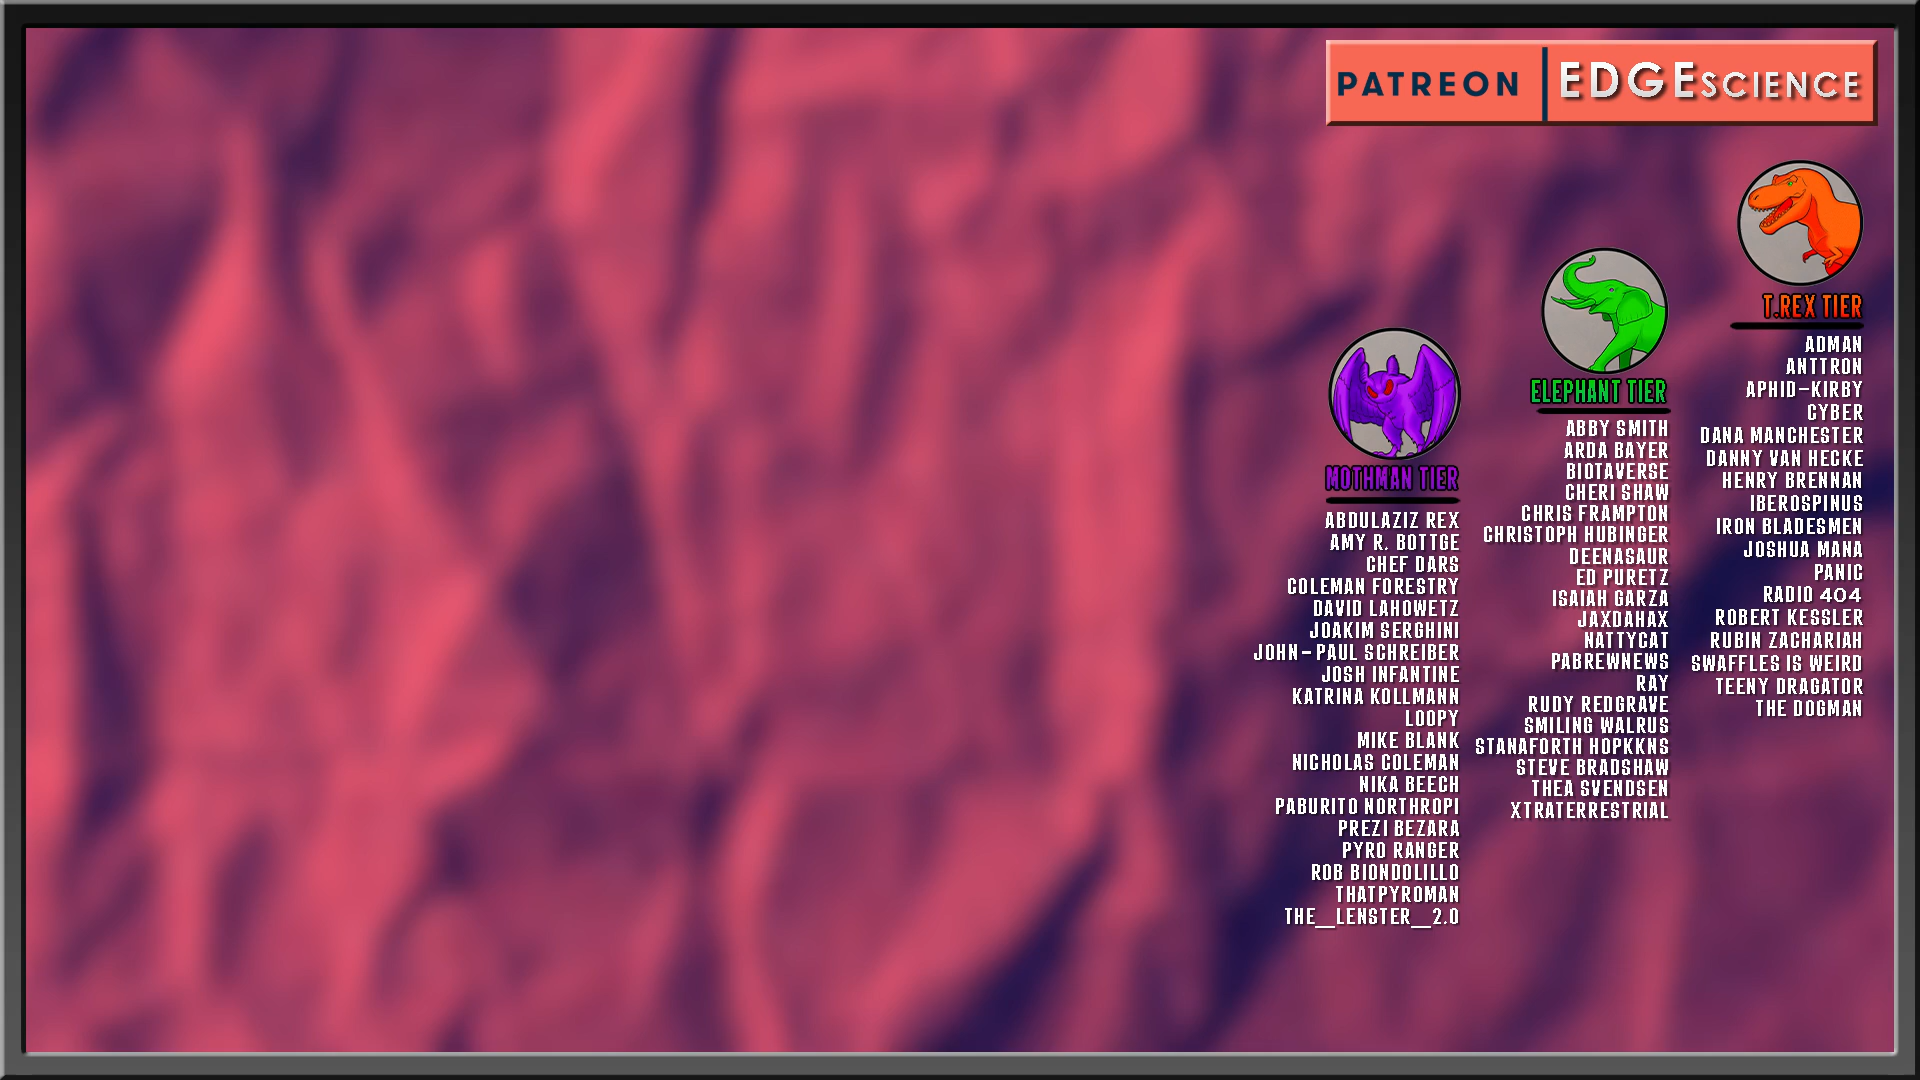 PATREON EDGESCIENCE
MOTHMAN TIER
ABDULAZIZ REX
AMY R. BOTTGE
CHEF DARS
COLEMAN FORESTRY
DAVID LAHOWETZ
JOAKIM SERGHINI
JOHN-PAUL SCHREIBER
JOSH INFANTINE
KATRINA KOLLMANN
LOOPY
MIKE BLANK
NICHOLAS COLEMAN
NIKA BEECH
PABURITO NORTHROPI
PREZI BEZARA
PYRO RANGER
ROB BIONDOLILLO
THATPYROMAN
THE__LENSTER__2.0
ELEPHANT TIER
ABBY SMITH
ARDA BAYER
BIOTAVERSE
CHERI SHAW
CHRIS FRAMPTON
CHRISTOPH HUBINGER
DEENASAUR
ED PURETZ
ISAIAH GARZA
JAXDAHAX
NATTYCAT
PABREWNEWS
RAY
RUDY REDGRAVE
SMILING WALRUS
STANAFORTH HOPKKNS
STEVE BRADSHAW
THEA SVENDSEN
XTRATERRESTRIAL
T.REX TIER
ADMAN
ANTTRON
APHID-KIRBY
CYBER
DANA MANCHESTER
DANNY VAN HECKE
HENRY BRENNAN
IBEROSPINUS
IRON BLADESMEN
JOSHUA MANA
PANIC
RADIO 404
ROBERT KESSLER
RUBIN ZACHARIAH
SWAFFLES IS WEIRD
TEENY DRAGATOR
THE DOGMAN